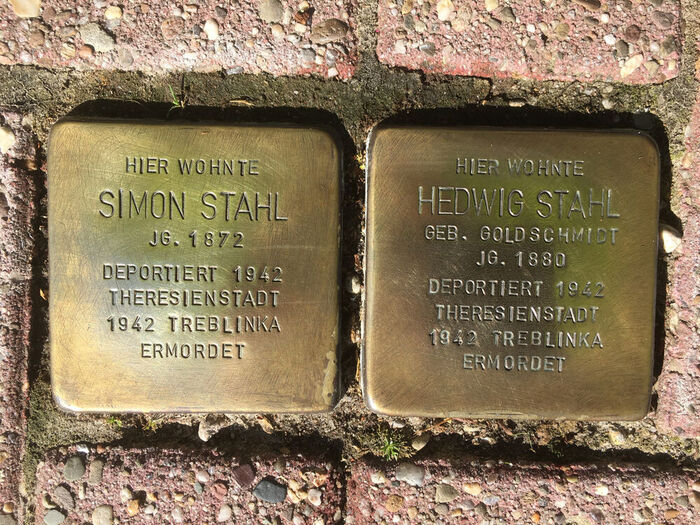 HIER WOHNTE
SIMON STAHL
JG. 1872
DEPORTIERT 1942
THERESIENSTADT
1942 TREBLINKA
ERMORDET
HIER WOHNTE
HEDWIG STAHL
GEB. GOLDSCHMIDT
JG. 1880
DEPORTIERT 1942
THERESIENSTADT
1942 TREBLINKA
ERMORDET